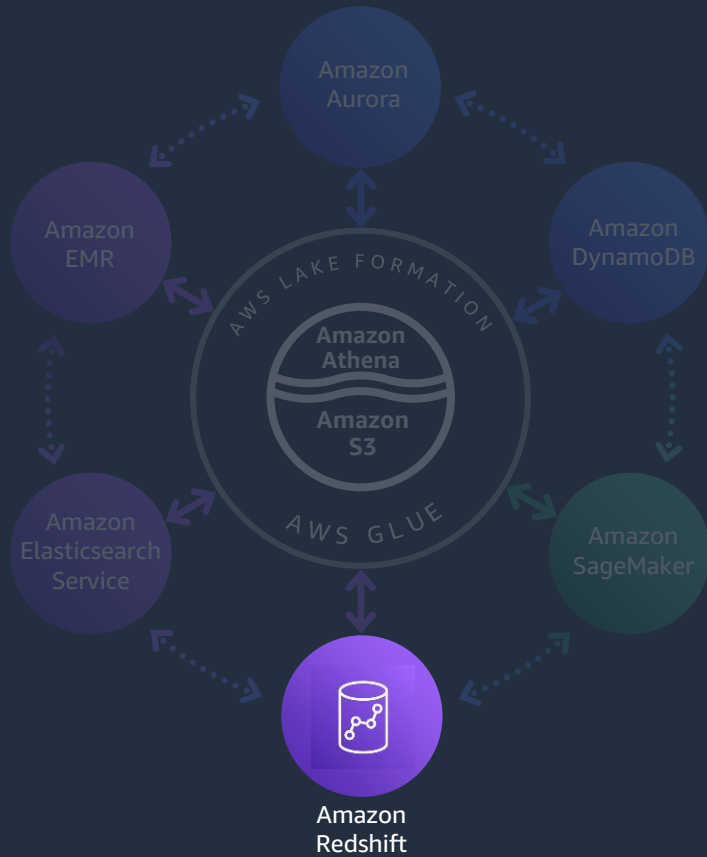 Amazon
Aurora
Amazon
EMR
Amazon
DynamoDB
AWS LAKE FORMATION
Amazon
Athena
Amazon
S3
AWS GLUE
Amazon
Elasticsearch
Service
Amazon
SageMaker
Amazon
Redshift